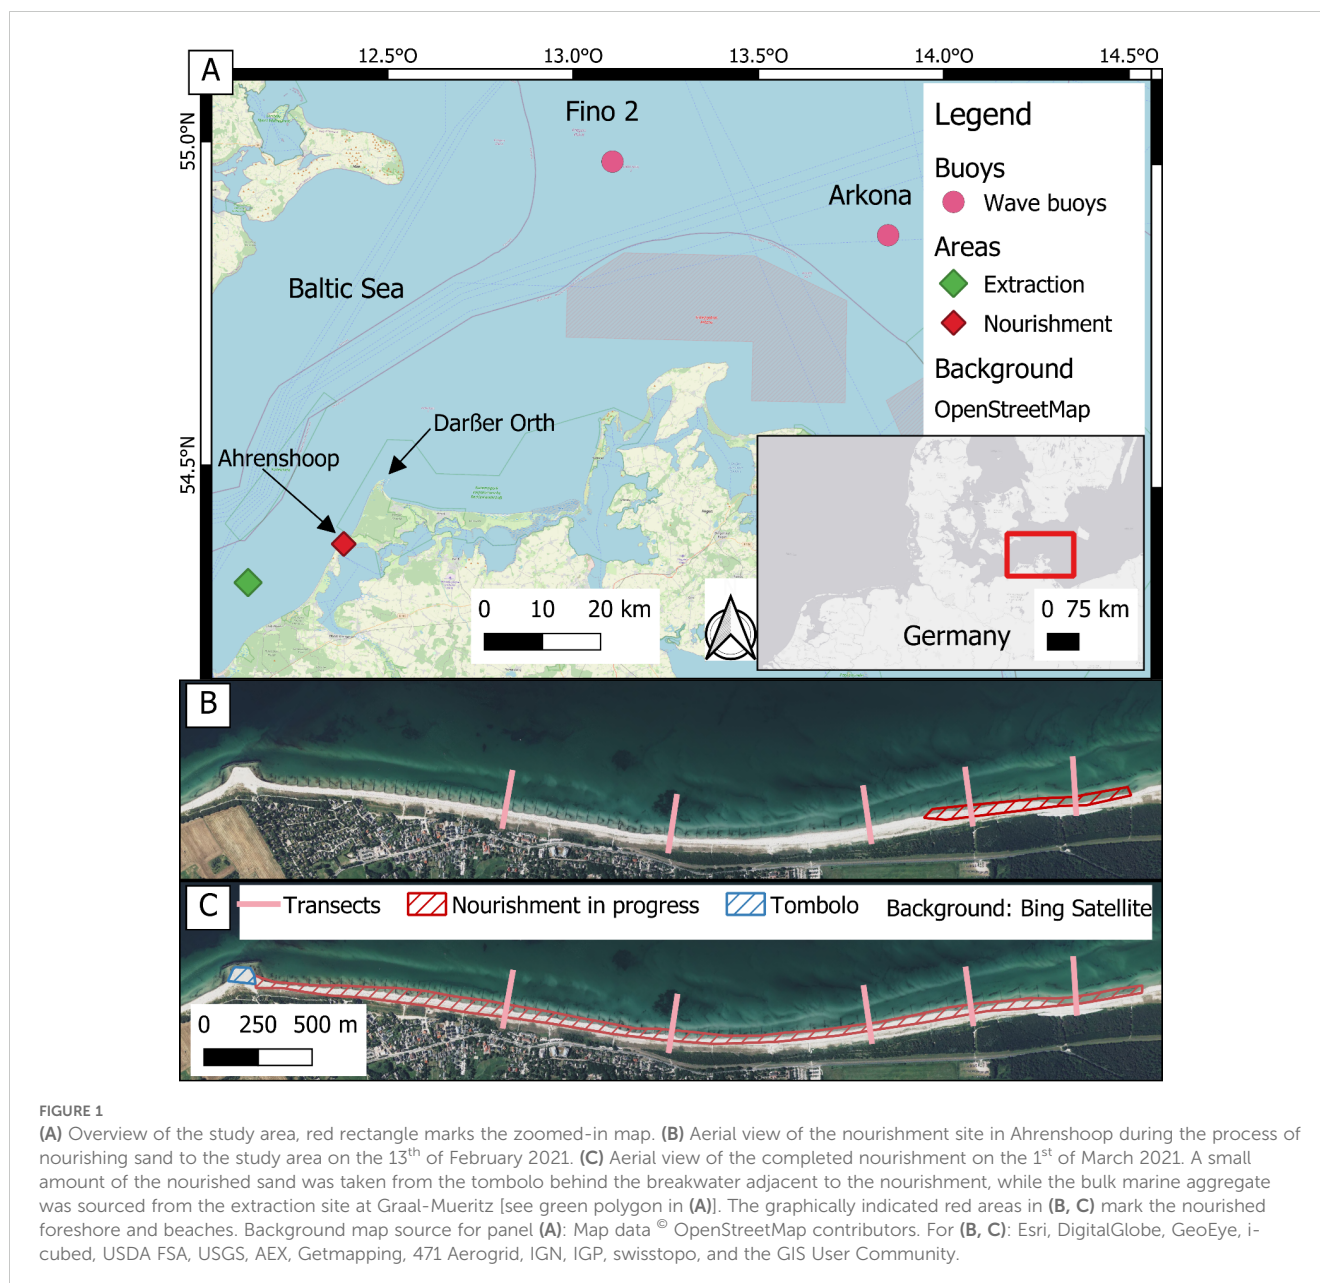 A
12.5°O 13.0°O 13.5°O 14.0°O 14.5°O
55.0°N
54.5°N
Fino 2
Arkona
Baltic Sea
Darßer Orth
Ahrenshoop
Legend
Buoys
Wave buoys
Areas
Extraction
Nourishment
Background
OpenStreetMap
0 10 20 km
Germany
0 75 km
B
C
Transects Nourishment in progress Tombolo Background: Bing Satellite
0 250 500 m
FIGURE 1
(A) Overview of the study area, red rectangle marks the zoomed-in map. (B) Aerial view of the nourishment site in Ahrenshoop during the process of
nourishing sand to the study area on the 13th of February 2021. (C) Aerial view of the completed nourishment on the 1st of March 2021. A small
amount of the nourished sand was taken from the tombolo behind the breakwater adjacent to the nourishment, while the bulk marine aggregate
was sourced from the extraction site at Graal-Mueritz [see green polygon in (A)]. The graphically indicated red areas in (B, C) mark the nourished
foreshore and beaches. Background map source for panel (A): Map data © OpenStreetMap contributors. For (B, C): Esri, DigitalGlobe, GeoEye, i-
cubed, USDA FSA, USGS, AEX, Getmapping, 471 Aerogrid, IGN, IGP, swisstopo, and the GIS User Community.